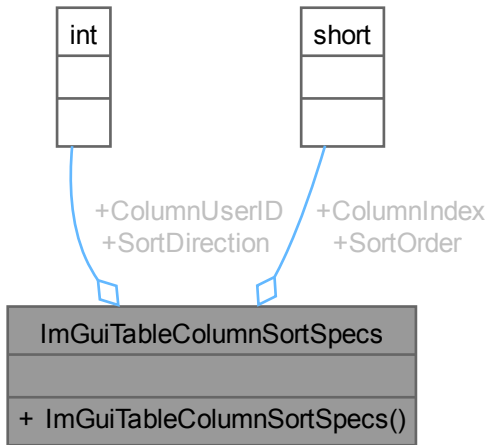 int
short
+ColumnUserID
+SortDirection
+ColumnIndex
+SortOrder
ImGuiTableColumnSortSpecs
+ ImGuiTableColumnSortSpecs()